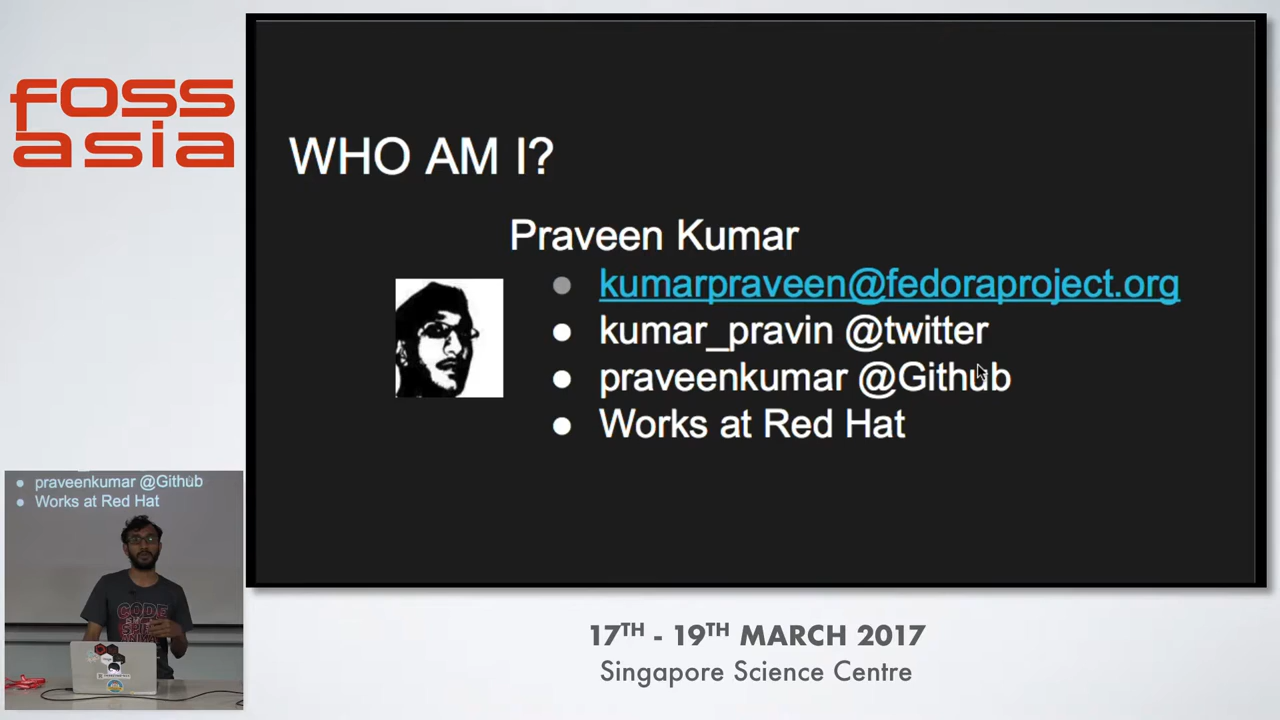 foss
asia
WHO AM I?
Praveen Kumar
● kumarpraveen@fedoraproject.org
● kumar_pravin @twitter
● praveenkumar @Github
● Works at Red Hat
● praveenkumar @Github
● Works at Red Hat
CODE
17TH - 19TH MARCH 2017
Singapore Science Centre